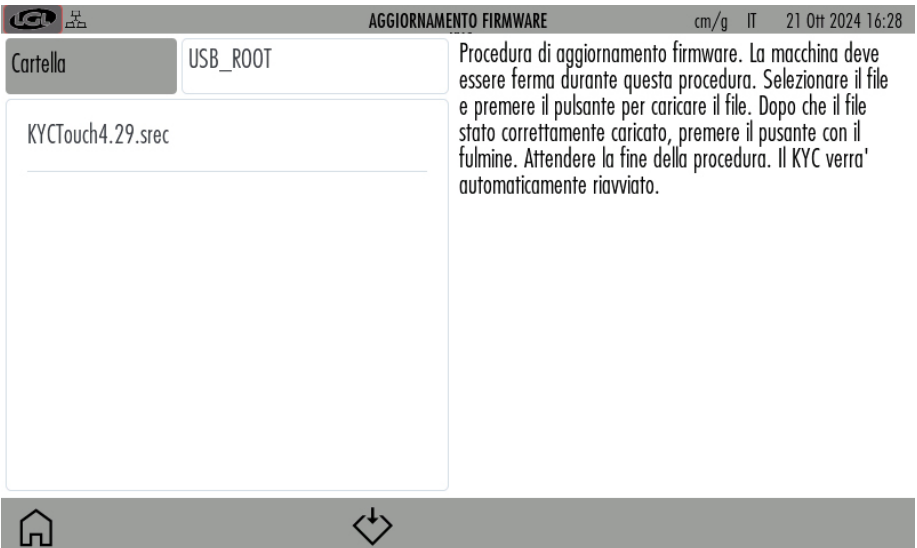 LGL
AGGIORNAMENTO FIRMWARE
cm/g IT 21 Ott 2024 16:28
Cartella
USB_ROOT
KYCTouch4.29.srec
Procedura di aggiornamento firmware. La macchina deve
essere ferma durante questa procedura. Selezionare il file
e premere il pulsante per caricare il file. Dopo che il file
stato correttamente caricato, premere il pusante con il
fulmine. Attendere la fine della procedura. Il KYC verra'
automaticamente riavviato.